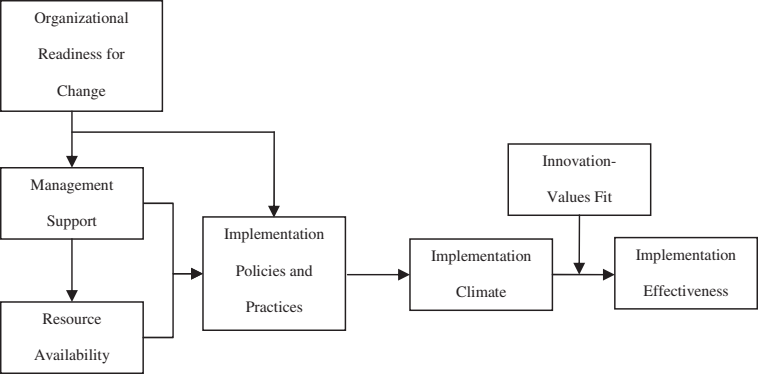 Organizational
Readiness for
Change
Management
Support
Resource
Availability
Implementation
Policies and
Practices
Implementation
Climate
Innovation-
Values Fit
Implementation
Effectiveness